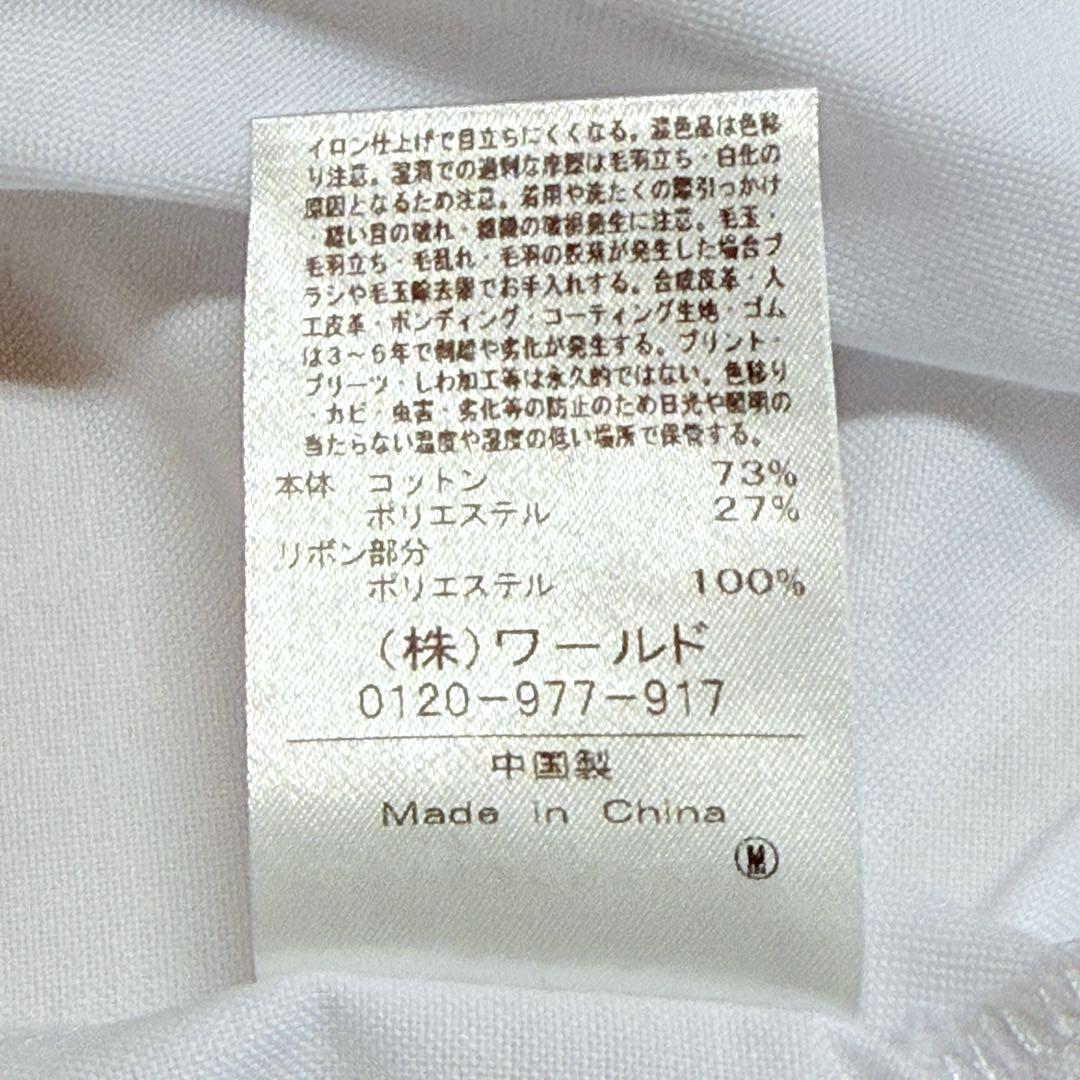 イロン仕上げで目立ちにくくなる。濃色品は色移
り注意。湿潤での過剰な摩擦は毛羽立ち・白化の
原因となるため注意。着用や洗たくの際引っかけ
・縫い目の破れ・組織の破損発生に注意。毛玉・
毛羽立ち・毛乱れ・毛羽の脱落が発生した場合ブ
ラシや毛玉除去器でお手入れする。合成皮革・人
工皮革・ボンディング・コーティング生地・ゴム
は3～5年で剥離や劣化が発生する。プリント・
プリーツ・しわ加工等は永久的ではない。色移り
・カビ・虫害・劣化等の防止のため日光や照明の
当たらない温度や湿度の低い場所で保管する。
本体 コットン 73%
ポリエステル 27%
リボン部分
ポリエステル 100%
(株)ワールド
0120-977-917
中国製
Made in China
M